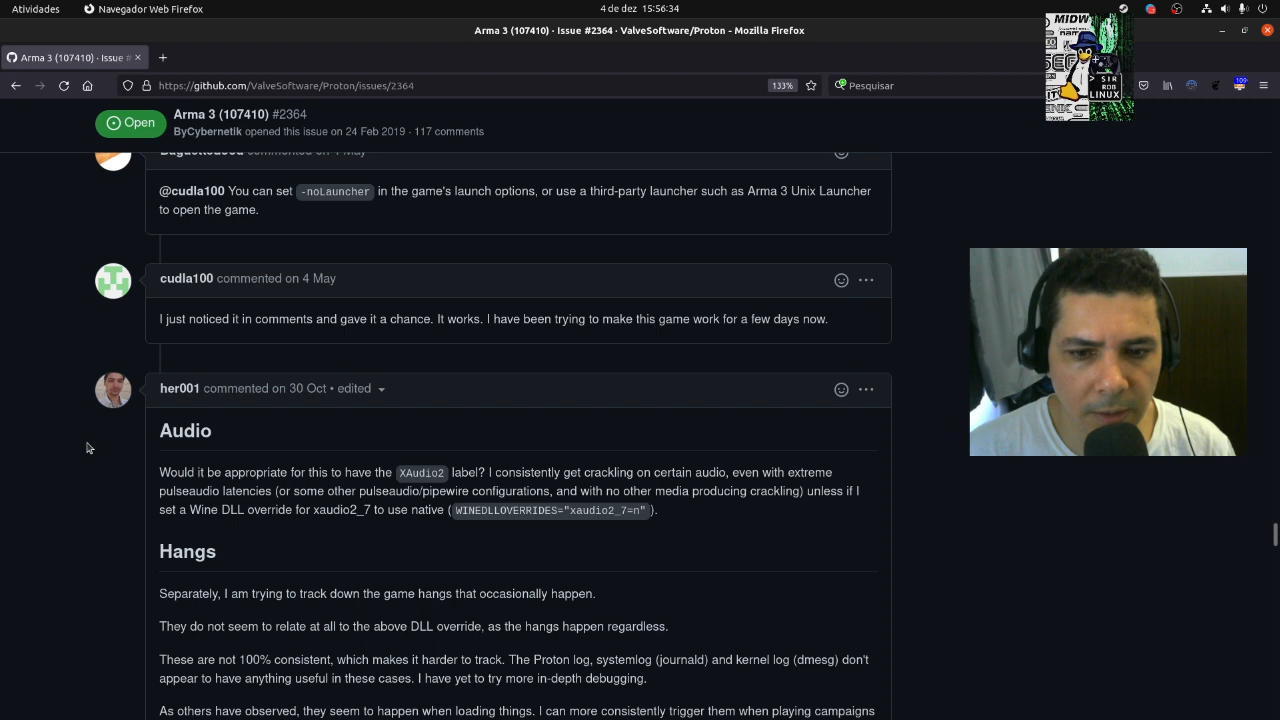 Atividades
Navegador Web Firefox
4 de dez 15:56:34
Arma 3 (107410) · Issue #2364 · ValveSoftware/Proton - Mozilla Firefox
Arma 3 (107410) · Issue #
https://github.com/ValveSoftware/Proton/issues/2364
133%
Pesquisar
109
MIDW
> SIR
ROB
LINUX
Open
Arma 3 (107410) #2364
ByCybernetik opened this issue on 24 Feb 2019 · 117 comments
@cudla100 You can set -noLauncher in the game's launch options, or use a third-party launcher such as Arma 3 Unix Launcher
to open the game.
cudla100 commented on 4 May
I just noticed it in comments and gave it a chance. It works. I have been trying to make this game work for a few days now.
her001 commented on 30 Oct • edited
Audio
Would it be appropriate for this to have the XAudio2 label? I consistently get crackling on certain audio, even with extreme
pulseaudio latencies (or some other pulseaudio/pipewire configurations, and with no other media producing crackling) unless if I
set a Wine DLL override for xaudio2_7 to use native (WINEDLLOVERRIDES="xaudio2_7=n").
Hangs
Separately, I am trying to track down the game hangs that occasionally happen.
They do not seem to relate at all to the above DLL override, as the hangs happen regardless.
These are not 100% consistent, which makes it harder to track. The Proton log, systemlog (journald) and kernel log (dmesg) don't
appear to have anything useful in these cases. I have yet to try more in-depth debugging.
As others have observed, they seem to happen when loading things. I can more consistently trigger them when playing campaigns